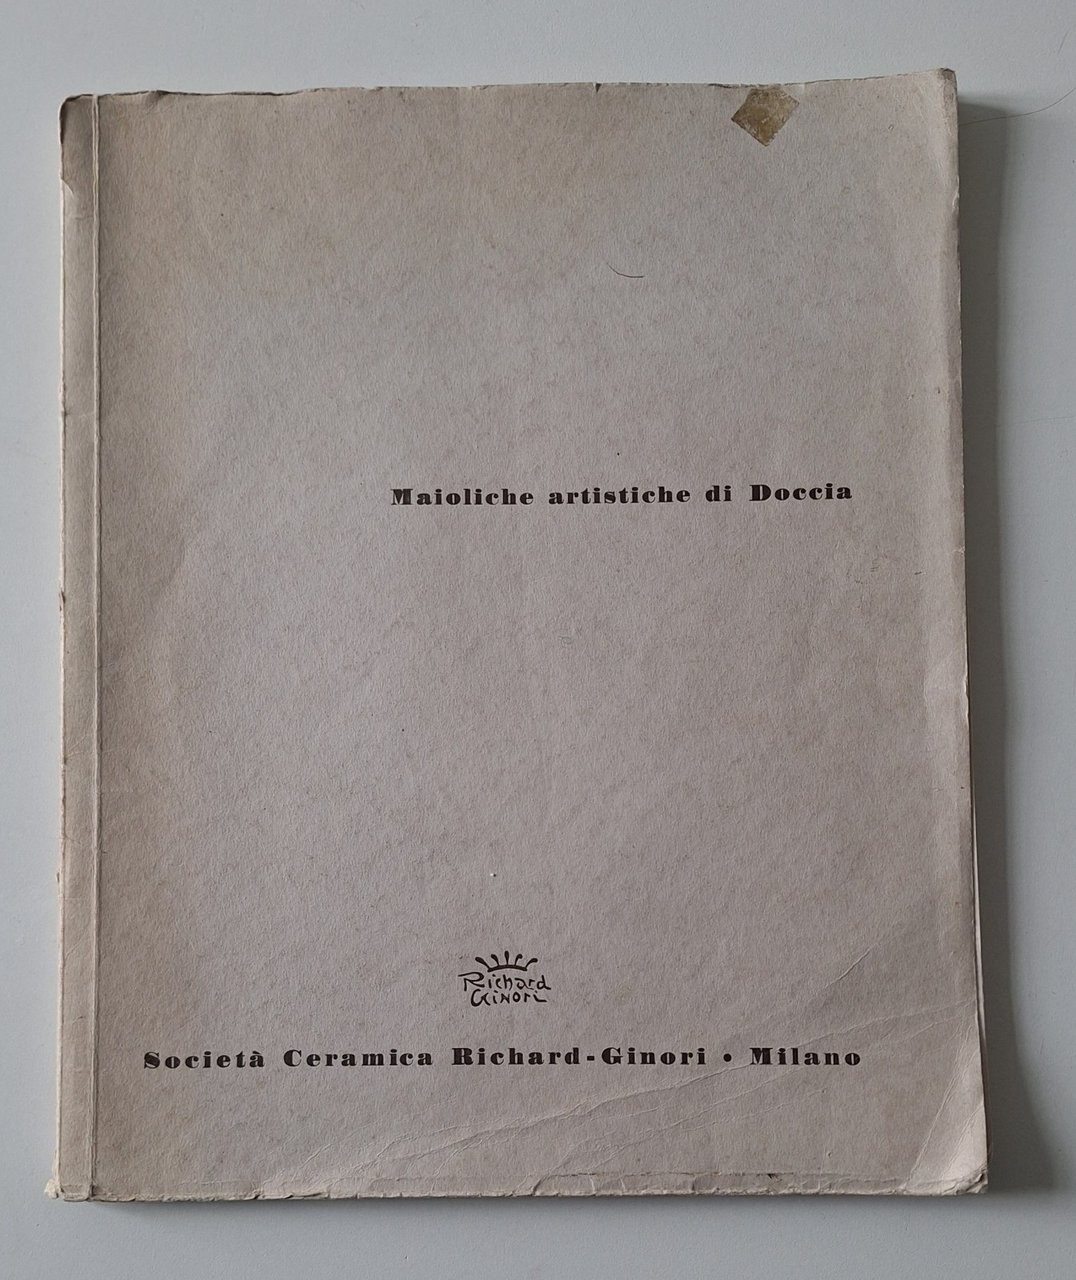 Maioliche artistiche di Doccia
Richard
Ginori
Società Ceramica Richard-Ginori • Milano